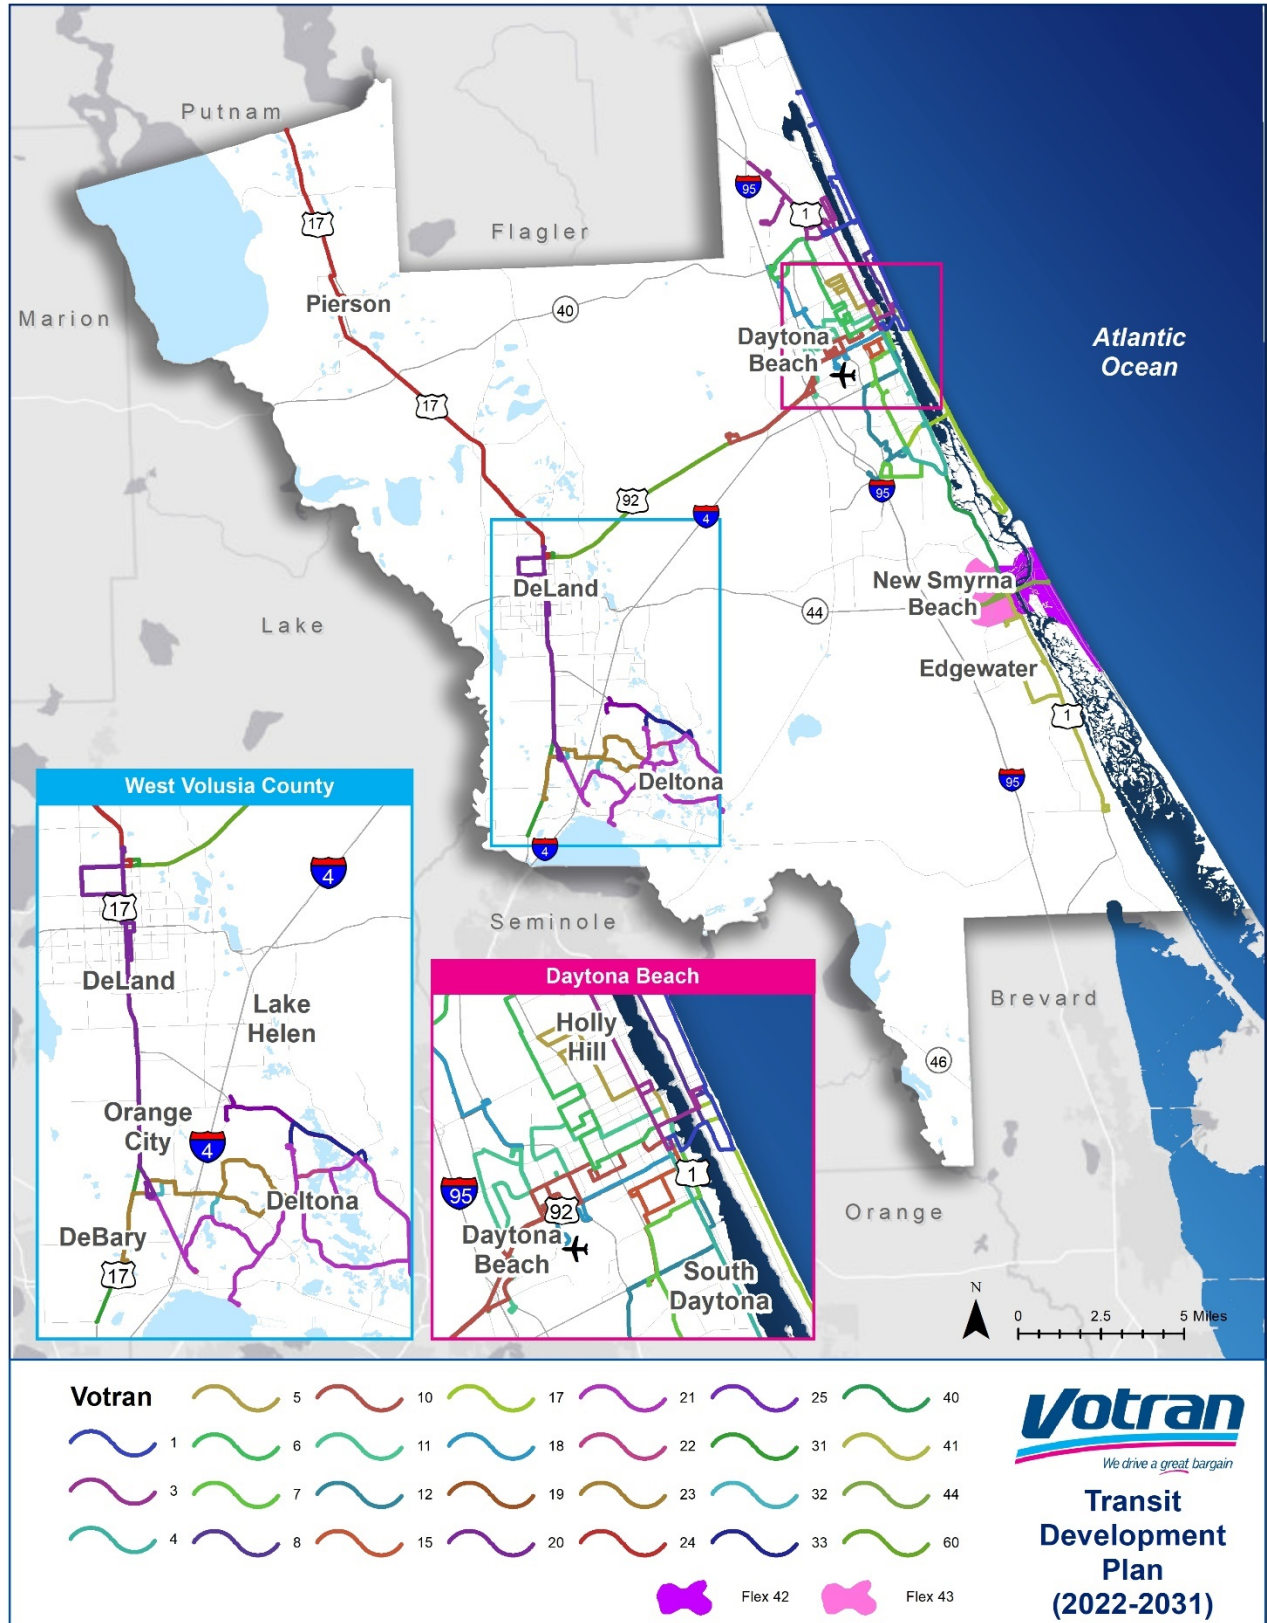 Putnam
95
1
17
Flagler
Pierson
Marion
40
Daytona
Beach
Atlantic
Ocean
17
92
95
4
DeLand
New Smyrna
Beach
44
Lake
Edgewater
1
95
Deltona
4
West Volusia County
4
17
DeLand
Lake
Helen
Orange
City
4
Deltona
DeBary
17
Seminole
Daytona Beach
Holly
Hill
1
95
92
Daytona
Beach
South
Daytona
Brevard
46
Orange
N
0 2.5 5 Miles
Votran
5 10 17 21 25 40
1 6 11 18 22 31 41
3 7 12 19 23 32 44
4 8 15 20 24 33 60
Flex 42 Flex 43
Votran
We drive a great bargain
Transit
Development
Plan
(2022-2031)